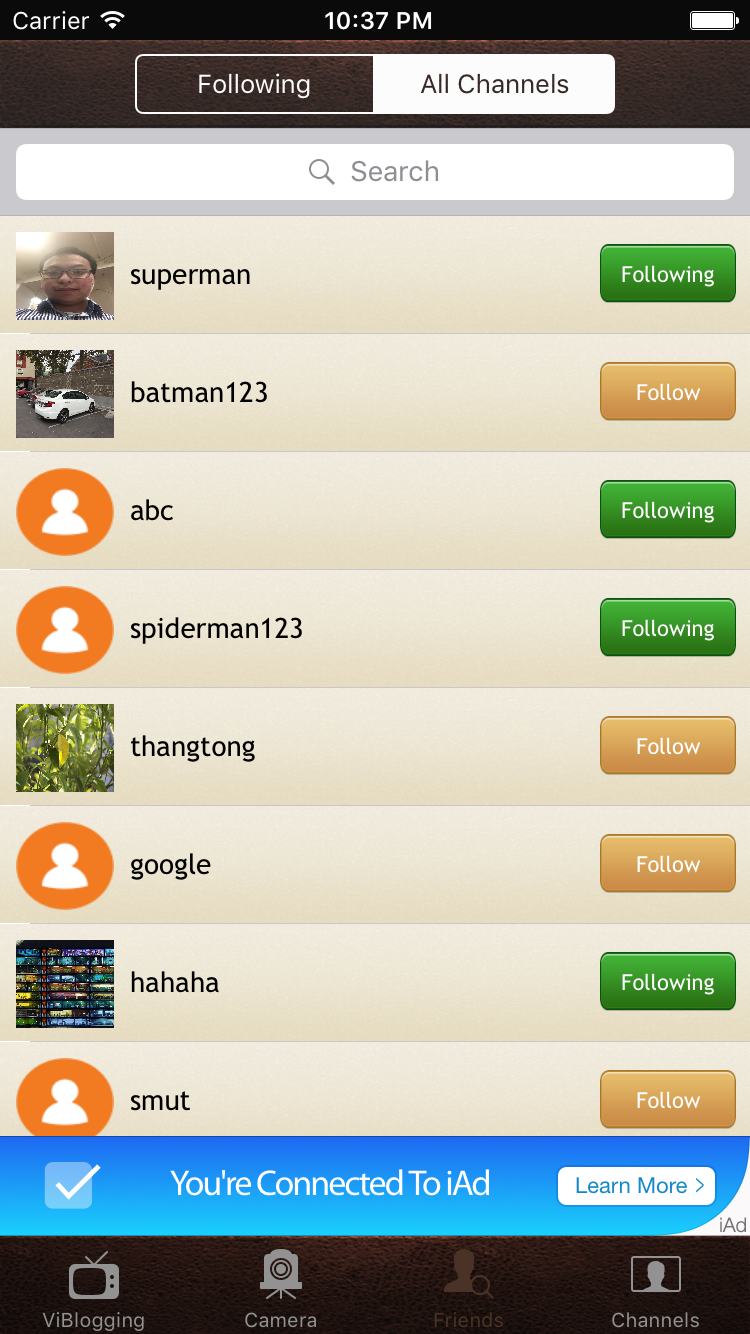 Carrier 10:37 PM
Following All Channels
Search
superman Following
batman123 Follow
abc Following
spiderman123 Following
thangtong Follow
google Follow
hahaha Following
smut Follow
You're Connected To iAd Learn More
iAd
ViBlogging Camera Friends Channels